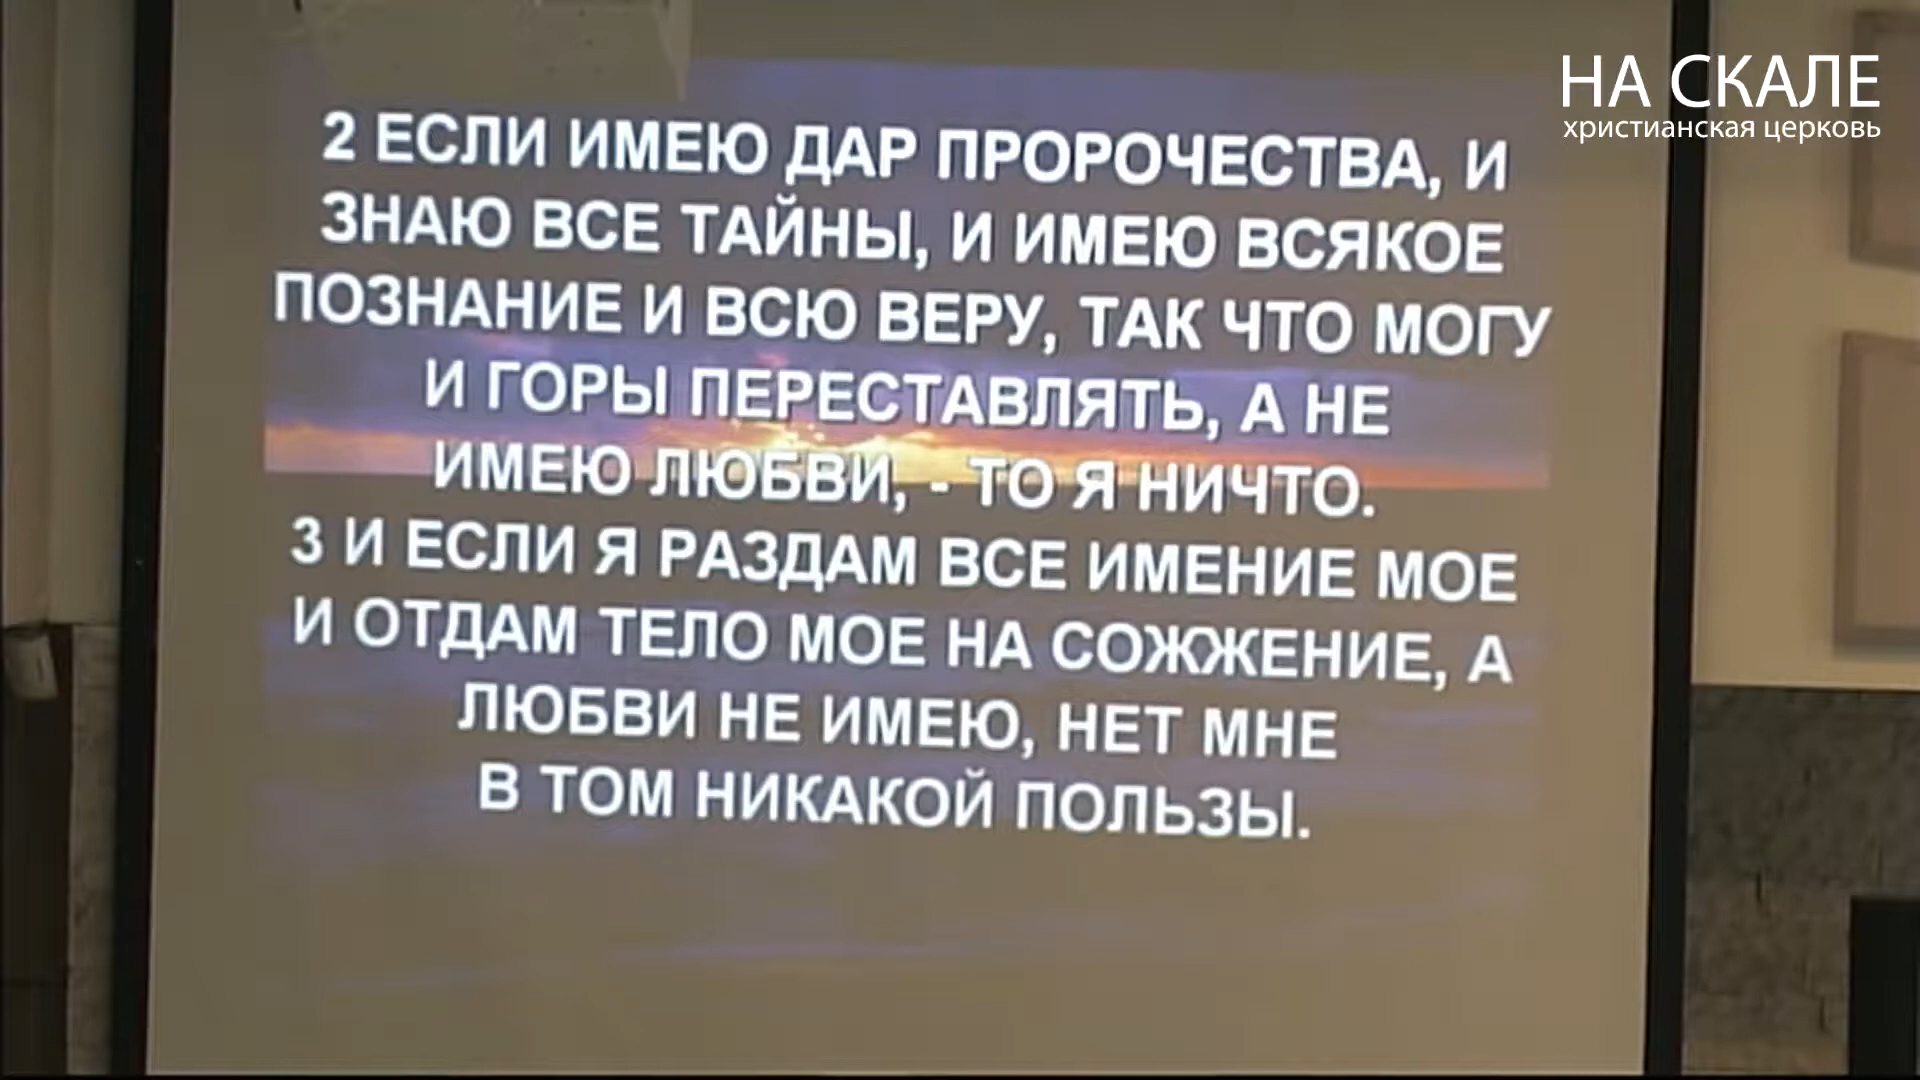 НА СКАЛЕ
христианская церковь
2 ЕСЛИ ИМЕЮ ДАР ПРОРОЧЕСТВА, И
ЗНАЮ ВСЕ ТАЙНЫ, И ИМЕЮ ВСЯКОЕ
ПОЗНАНИЕ И ВСЮ ВЕРУ, ТАК ЧТО МОГУ
И ГОРЫ ПЕРЕСТАВЛЯТЬ, А НЕ
ИМЕЮ ЛЮБВИ, - ТО Я НИЧТО.
3 И ЕСЛИ Я РАЗДАМ ВСЕ ИМЕНИЕ МОЕ
И ОТДАМ ТЕЛО МОЕ НА СОЖЖЕНИЕ, А
ЛЮБВИ НЕ ИМЕЮ, НЕТ МНЕ
В ТОМ НИКАКОЙ ПОЛЬЗЫ.